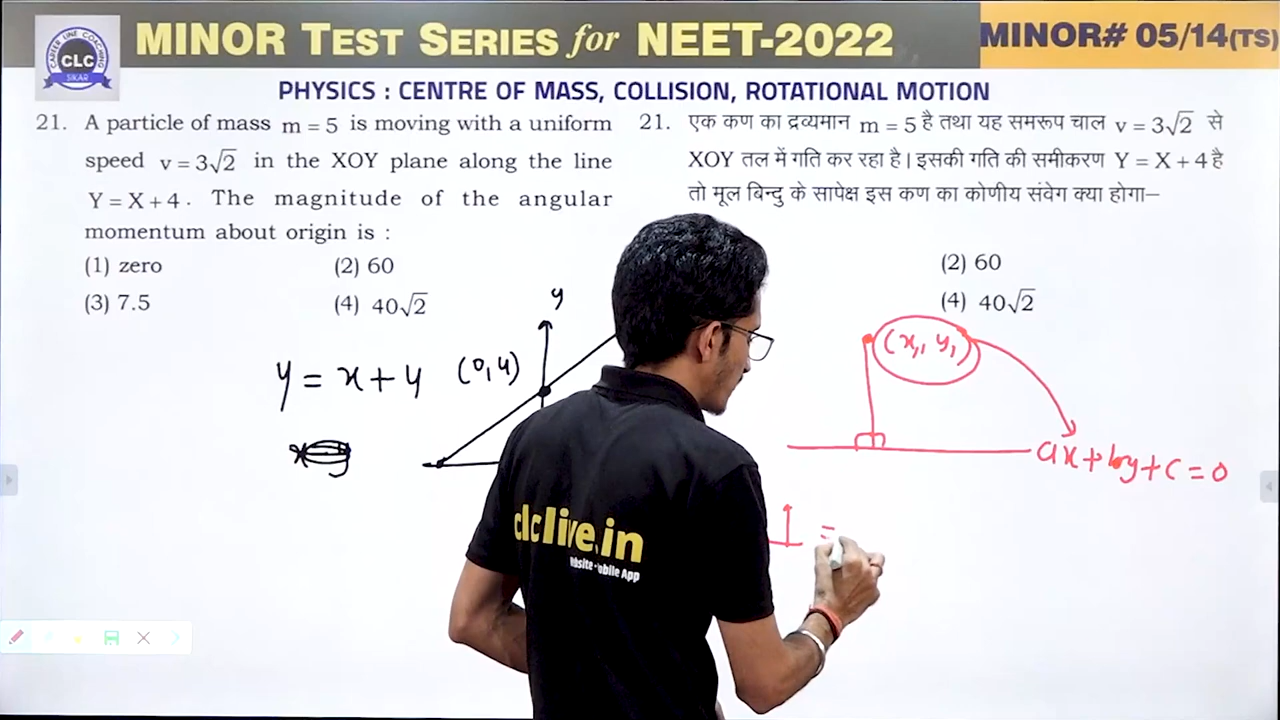 CAREER LINE COACHING
CLC
SIKAR
MINOR TEST SERIES for NEET-2022
MINOR# 05/14(TS)
PHYSICS : CENTRE OF MASS, COLLISION, ROTATIONAL MOTION
21. A particle of mass m = 5 is moving with a uniform
speed v = 3√2 in the XOY plane along the line
Y = X + 4. The magnitude of the angular
momentum about origin is :
(1) zero (2) 60
(3) 7.5 (4) 40√2
21. एक कण का द्रव्यमान m = 5 है तथा यह समरूप चाल v = 3√2 से
XOY तल में गति कर रहा है। इसकी गति की समीकरण Y = X + 4 है
तो मूल बिन्दु के सापेक्ष इस कण का कोणीय संवेग क्या होगा–
(2) 60
(4) 40√2
y
y = x + 4 (0,4)
(x₁, y₁)
ax+by+c=0
⊥ =
clclive.in
Website • Mobile App